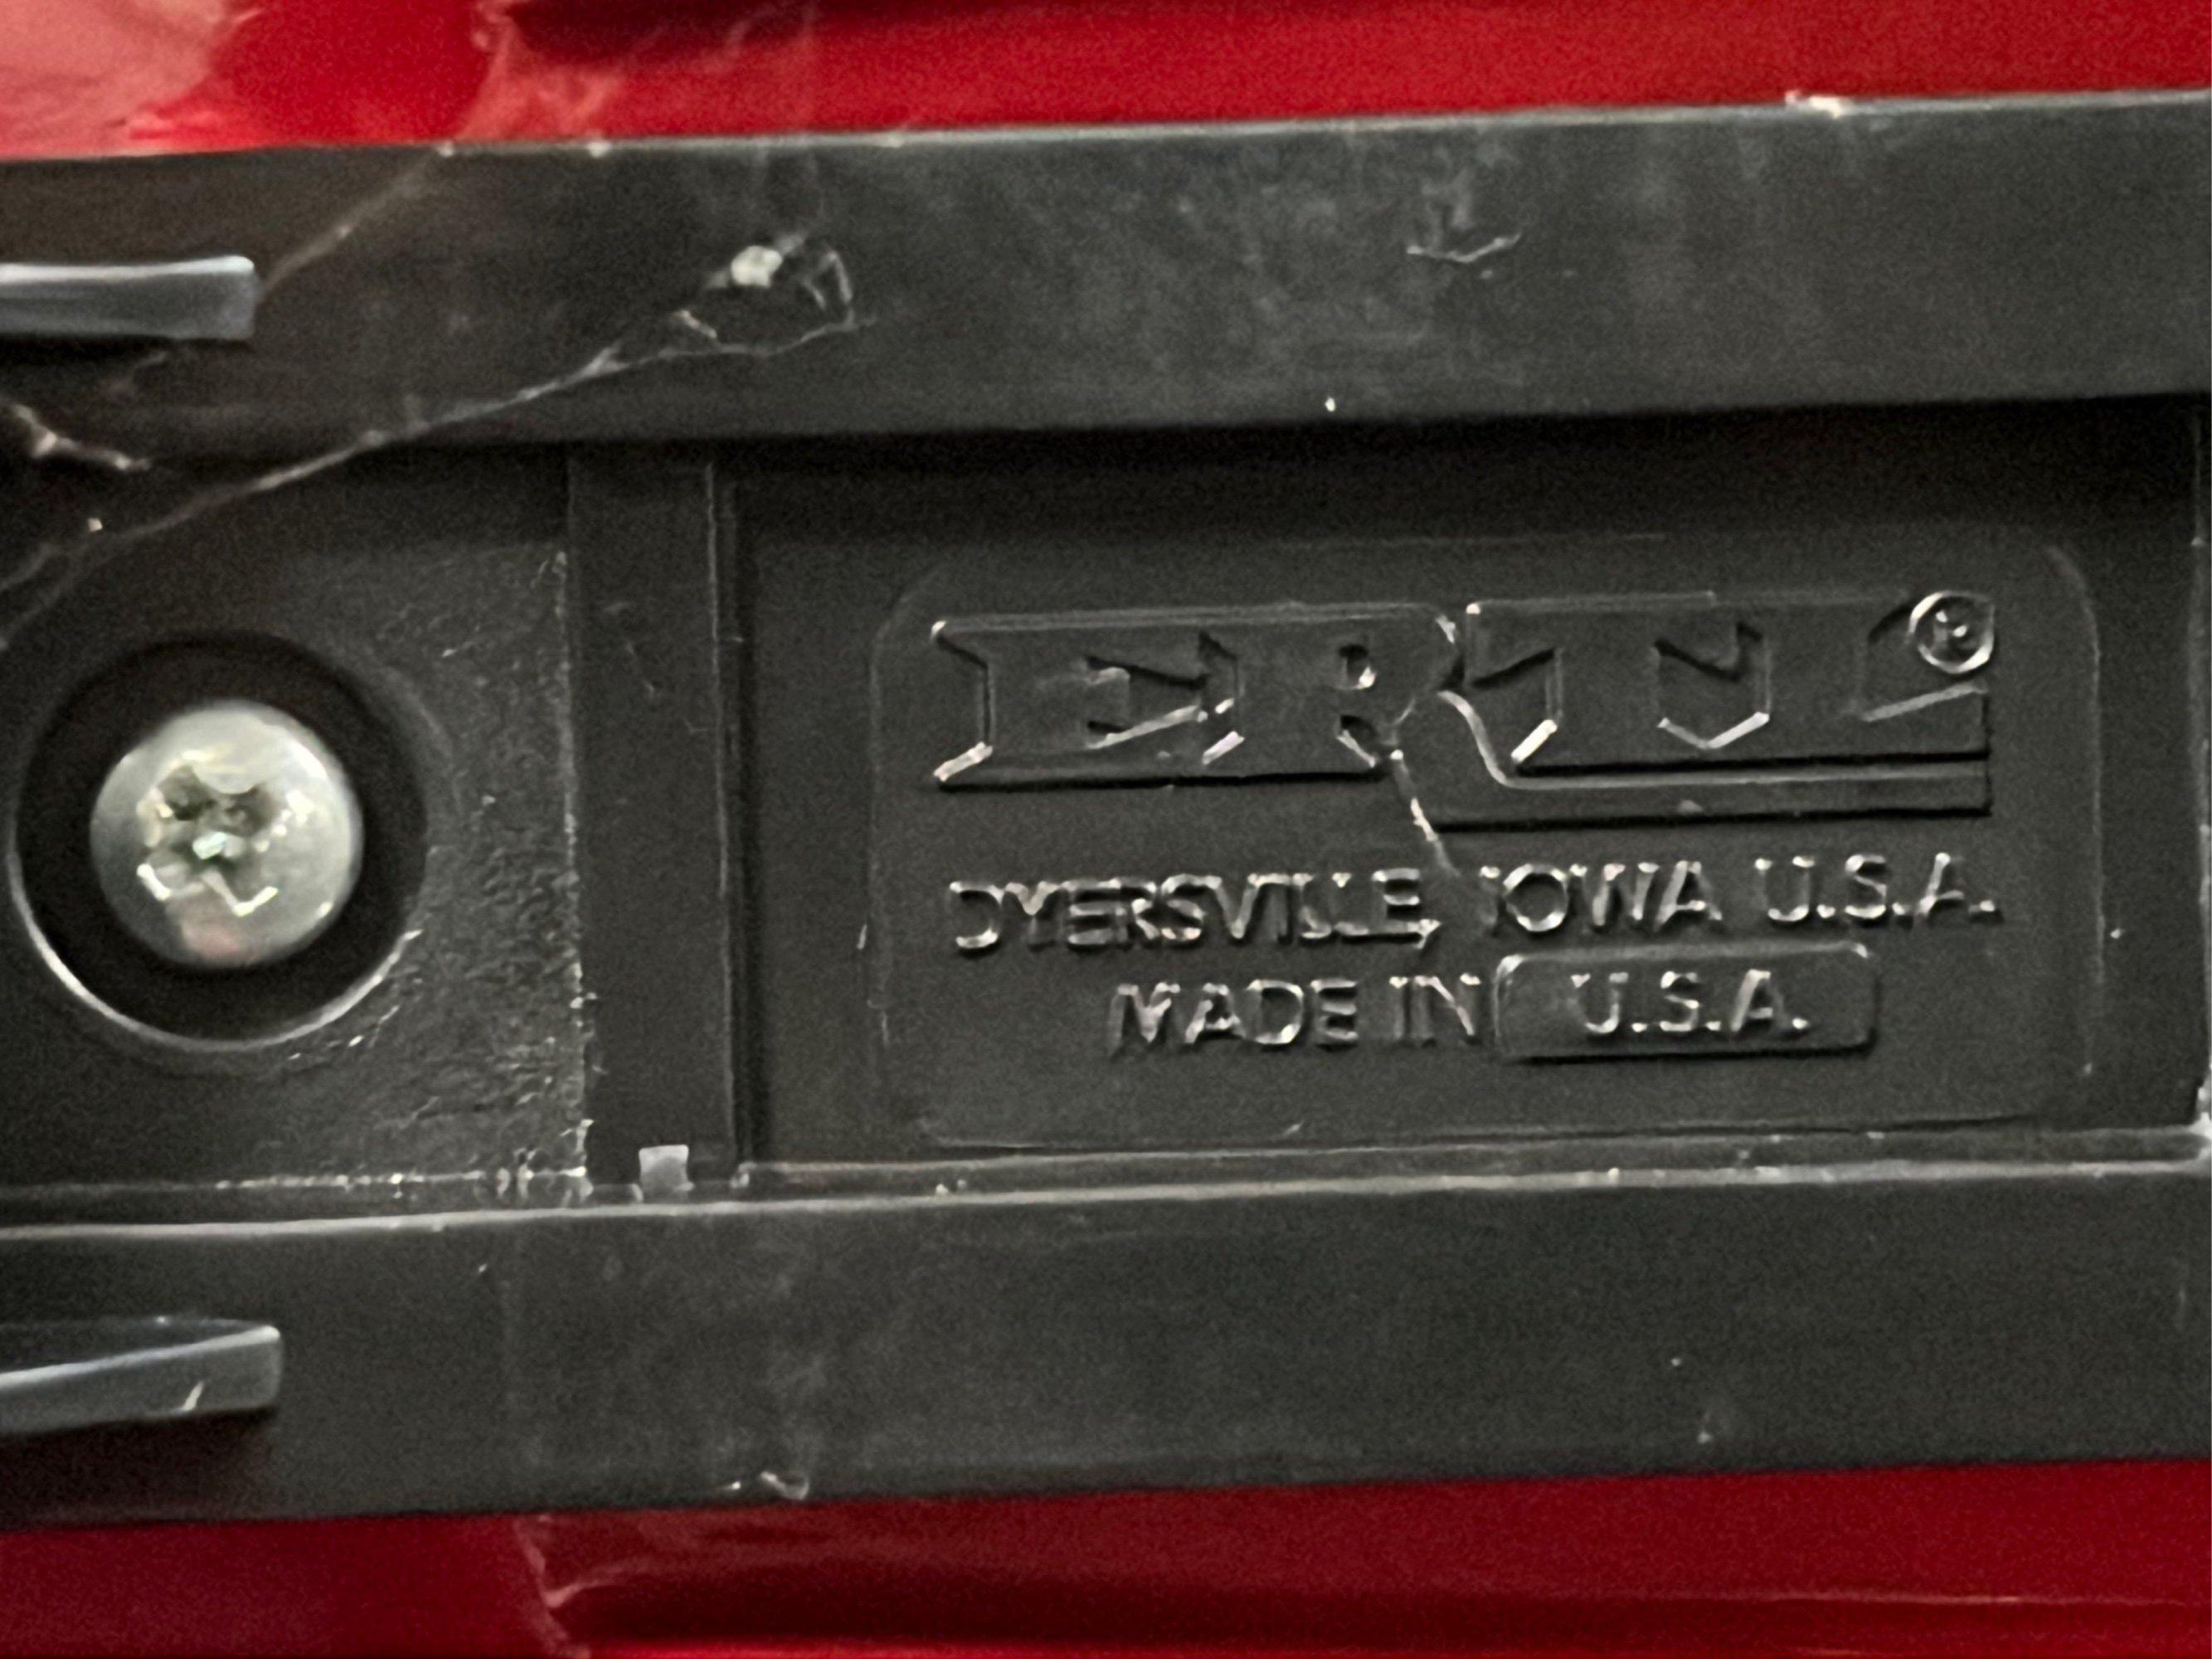 ERTL®
DYERSVILLE, IOWA U.S.A.
MADE IN U.S.A.